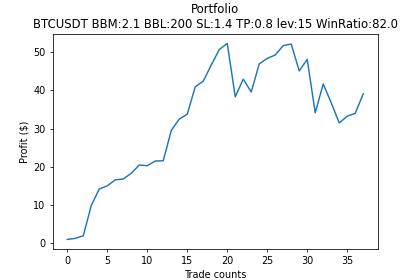 Portfolio
BTCUSDT BBM:2.1 BBL:200 SL:1.4 TP:0.8 lev:15 WinRatio:82.0
50
40
30
20
10
0
Profit ($)
0 5 10 15 20 25 30 35
Trade counts